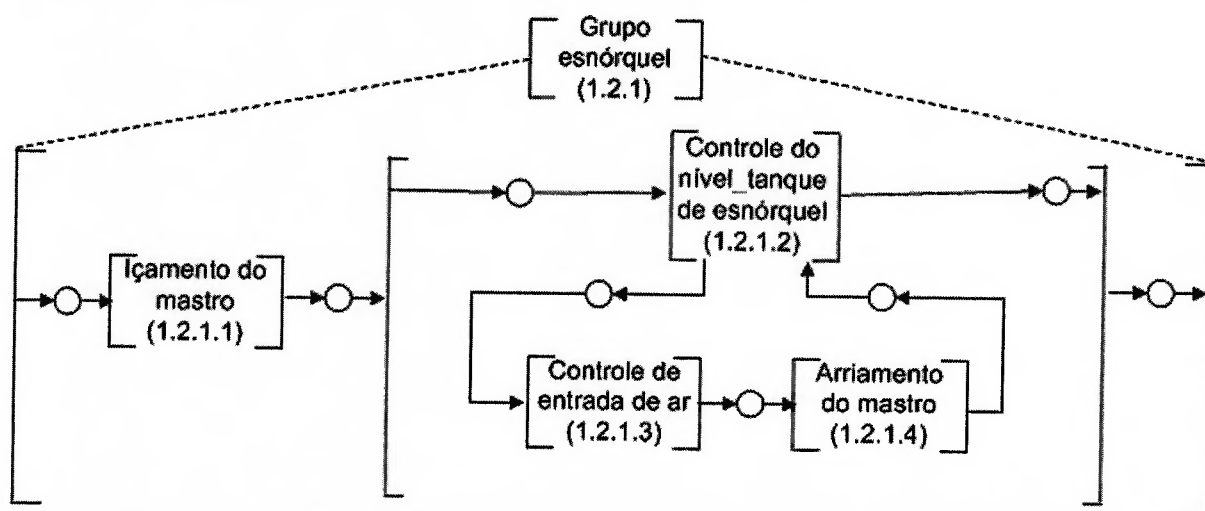 Grupo
esnórquel
(1.2.1)
Controle do
nível_tanque
de esnórquel
(1.2.1.2)
Içamento do
mastro
(1.2.1.1)
Controle de
entrada de ar
(1.2.1.3)
Arriamento
do mastro
(1.2.1.4)